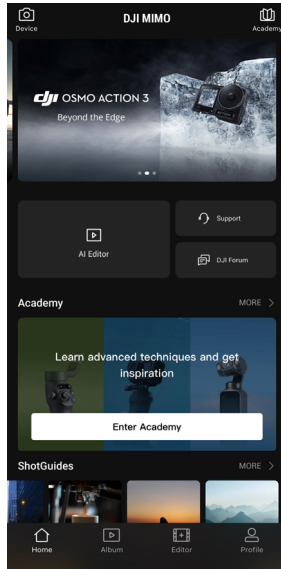 Device
DJI MIMO
Academy
dji OSMO ACTION 3
Beyond the Edge
AI Editor
Support
DJI Forum
Academy
MORE >
Learn advanced techniques and get
inspiration
Enter Academy
ShotGuides
MORE >
Home
Album
Editor
Profile